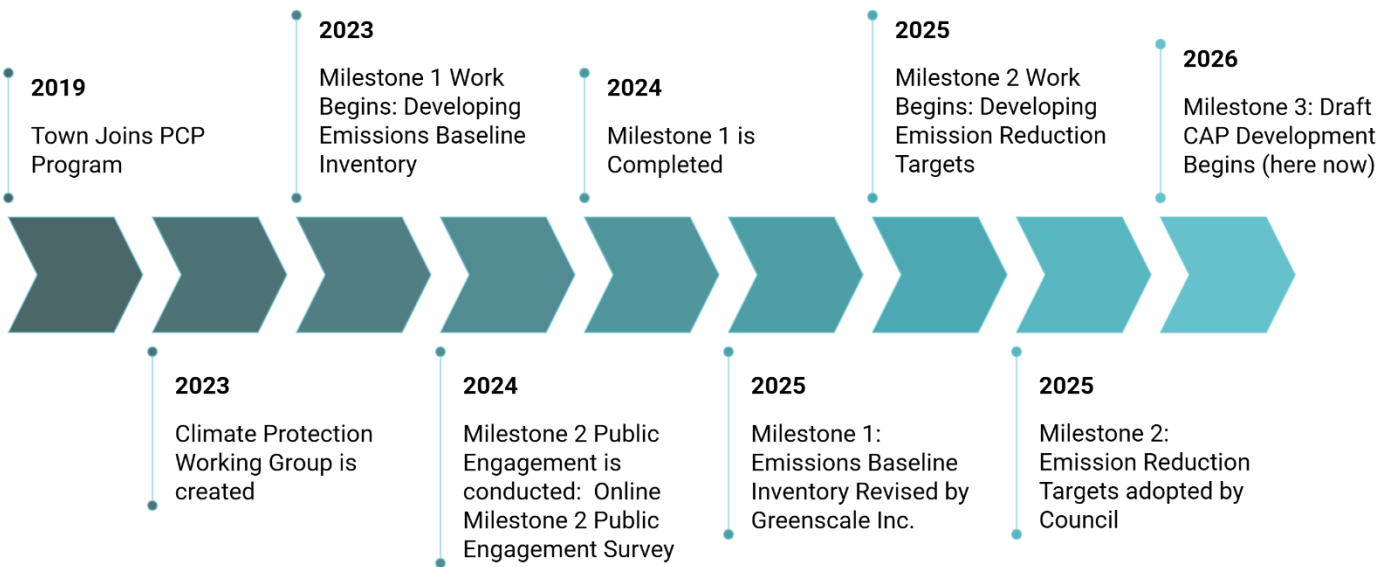 2019
Town Joins PCP
Program
2023
Climate Protection
Working Group is
created
2023
Milestone 1 Work
Begins: Developing
Emissions Baseline
Inventory
2024
Milestone 2 Public
Engagement is
conducted:  Online
Milestone 2 Public
Engagement Survey
2024
Milestone 1 is
Completed
2025
Milestone 1:
Emissions Baseline
Inventory Revised by
Greenscale Inc.
2025
Milestone 2 Work
Begins: Developing
Emission Reduction
Targets
2025
Milestone 2:
Emission Reduction
Targets adopted by
Council
2026
Milestone 3: Draft
CAP Development
Begins (here now)